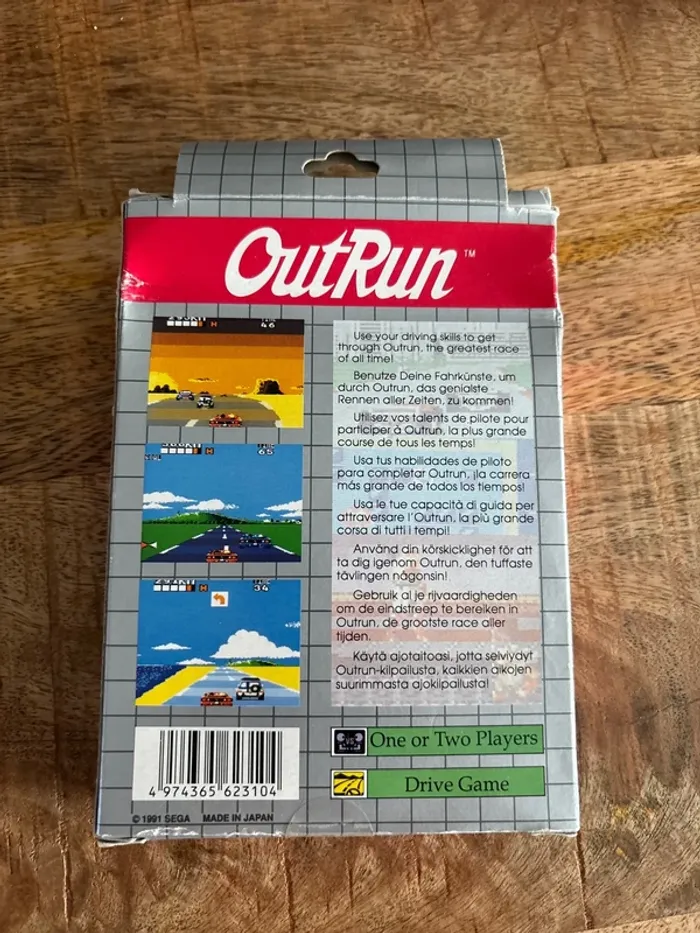 OutRun™
46
65
34
Use your driving skills to get
through Outrun, the greatest race
of all time!
Benutze Deine Fahrkünste, um
durch Outrun, das genialste
Rennen aller Zeiten, zu kommen!
Utilisez vos talents de pilote pour
participer à Outrun, la plus grande
course de tous les temps!
Usa tus habilidades de piloto
para completar Outrun, ¡la carrera
más grande de todos los tiempos!
Usa le tue capacità di guida per
attraversare l'Outrun, la più grande
corsa di tutti i tempi!
Använd din körskicklighet för att
ta dig igenom Outrun, den tuffaste
tävlingen någonsin!
Gebruik al je rijvaardigheden
om de eindstreep te bereiken in
Outrun, de grootste race aller
tijden.
Käytä ajotaitoasi, jotta selviydyt
Outrun-kilpailusta, kaikkien aikojen
suurimmasta ajokilpailusta!
VS
One or Two Players
Drive Game
4 974365 623104
© 1991 SEGA MADE IN JAPAN